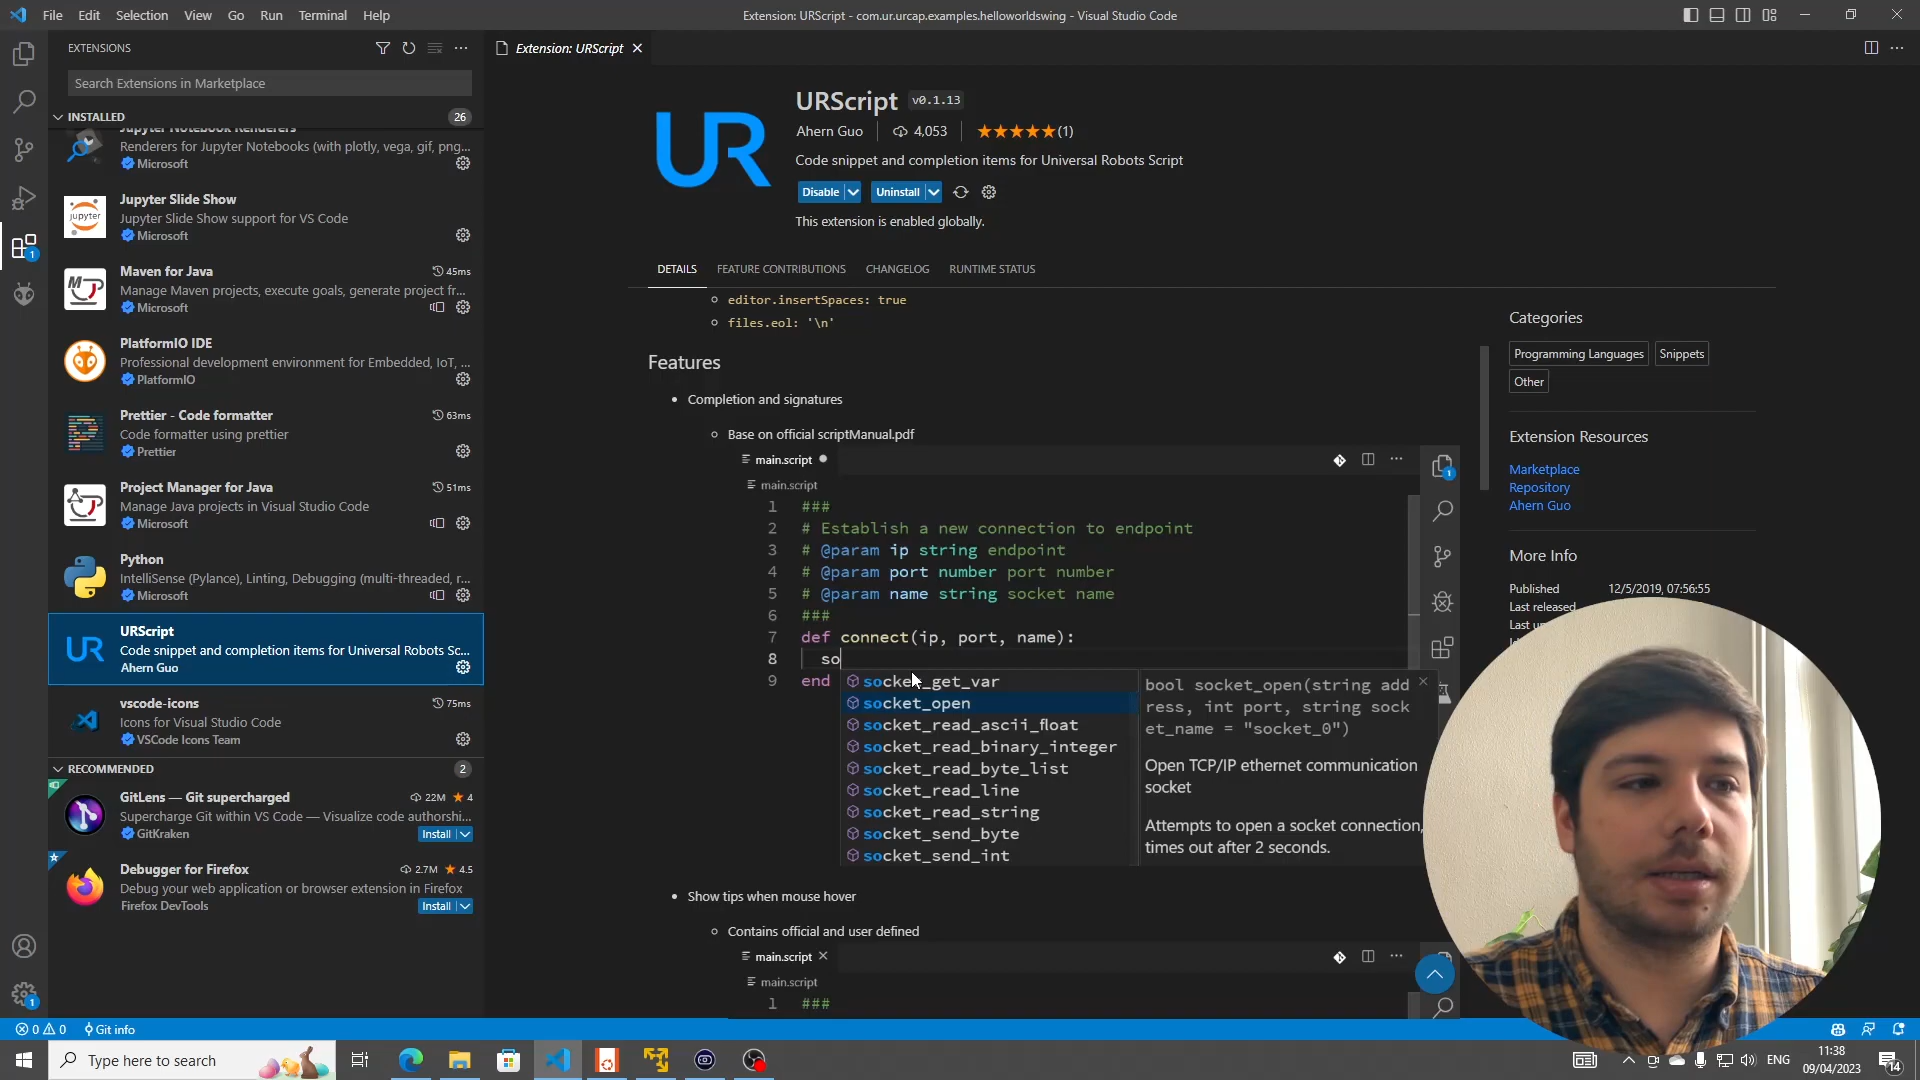 File Edit Selection View Go Run Terminal Help
Extension: URScript - com.ur.urcap.examples.helloworldswing - Visual Studio Code
EXTENSIONS
Search Extensions in Marketplace
INSTALLED 26
Jupyter Notebook Renderers
Renderers for Jupyter Notebooks (with plotly, vega, gif, png...
Microsoft
Jupyter Slide Show
Jupyter Slide Show support for VS Code
Microsoft
Maven for Java 45ms
Manage Maven projects, execute goals, generate project fr...
Microsoft
PlatformIO IDE
Professional development environment for Embedded, IoT, ...
PlatformIO
Prettier - Code formatter 63ms
Code formatter using prettier
Prettier
Project Manager for Java 51ms
Manage Java projects in Visual Studio Code
Microsoft
Python
IntelliSense (Pylance), Linting, Debugging (multi-threaded, r...
Microsoft
UR
URScript
Code snippet and completion items for Universal Robots Sc...
Ahern Guo
vscode-icons 75ms
Icons for Visual Studio Code
VSCode Icons Team
RECOMMENDED 2
GitLens — Git supercharged 22M 4
Supercharge Git within VS Code — Visualize code authorshi...
GitKraken Install
Debugger for Firefox 2.7M 4.5
Debug your web application or browser extension in Firefox
Firefox DevTools Install
Extension: URScript
UR
URScript v0.1.13
Ahern Guo 4,053 (1)
Code snippet and completion items for Universal Robots Script
Disable Uninstall
This extension is enabled globally.
DETAILS FEATURE CONTRIBUTIONS CHANGELOG RUNTIME STATUS
editor.insertSpaces: true
files.eol: '\n'
Features
Completion and signatures
Base on official scriptManual.pdf
main.script
main.script
1 ###
2 # Establish a new connection to endpoint
3 # @param ip string endpoint
4 # @param port number port number
5 # @param name string socket name
6 ###
7 def connect(ip, port, name):
8 so
9 end
socket_get_var
socket_open
socket_read_ascii_float
socket_read_binary_integer
socket_read_byte_list
socket_read_line
socket_read_string
socket_send_byte
socket_send_int
bool socket_open(string add
ress, int port, string sock
et_name = "socket_0")
Open TCP/IP ethernet communication
socket
Attempts to open a socket connection,
times out after 2 seconds.
Show tips when mouse hover
Contains official and user defined
main.script
main.script
1 ###
Categories
Programming Languages Snippets
Other
Extension Resources
Marketplace
Repository
Ahern Guo
More Info
Published 12/5/2019, 07:56:55
Last released
Last
0 0 Git info
Type here to search
ENG
11:38
09/04/2023
14